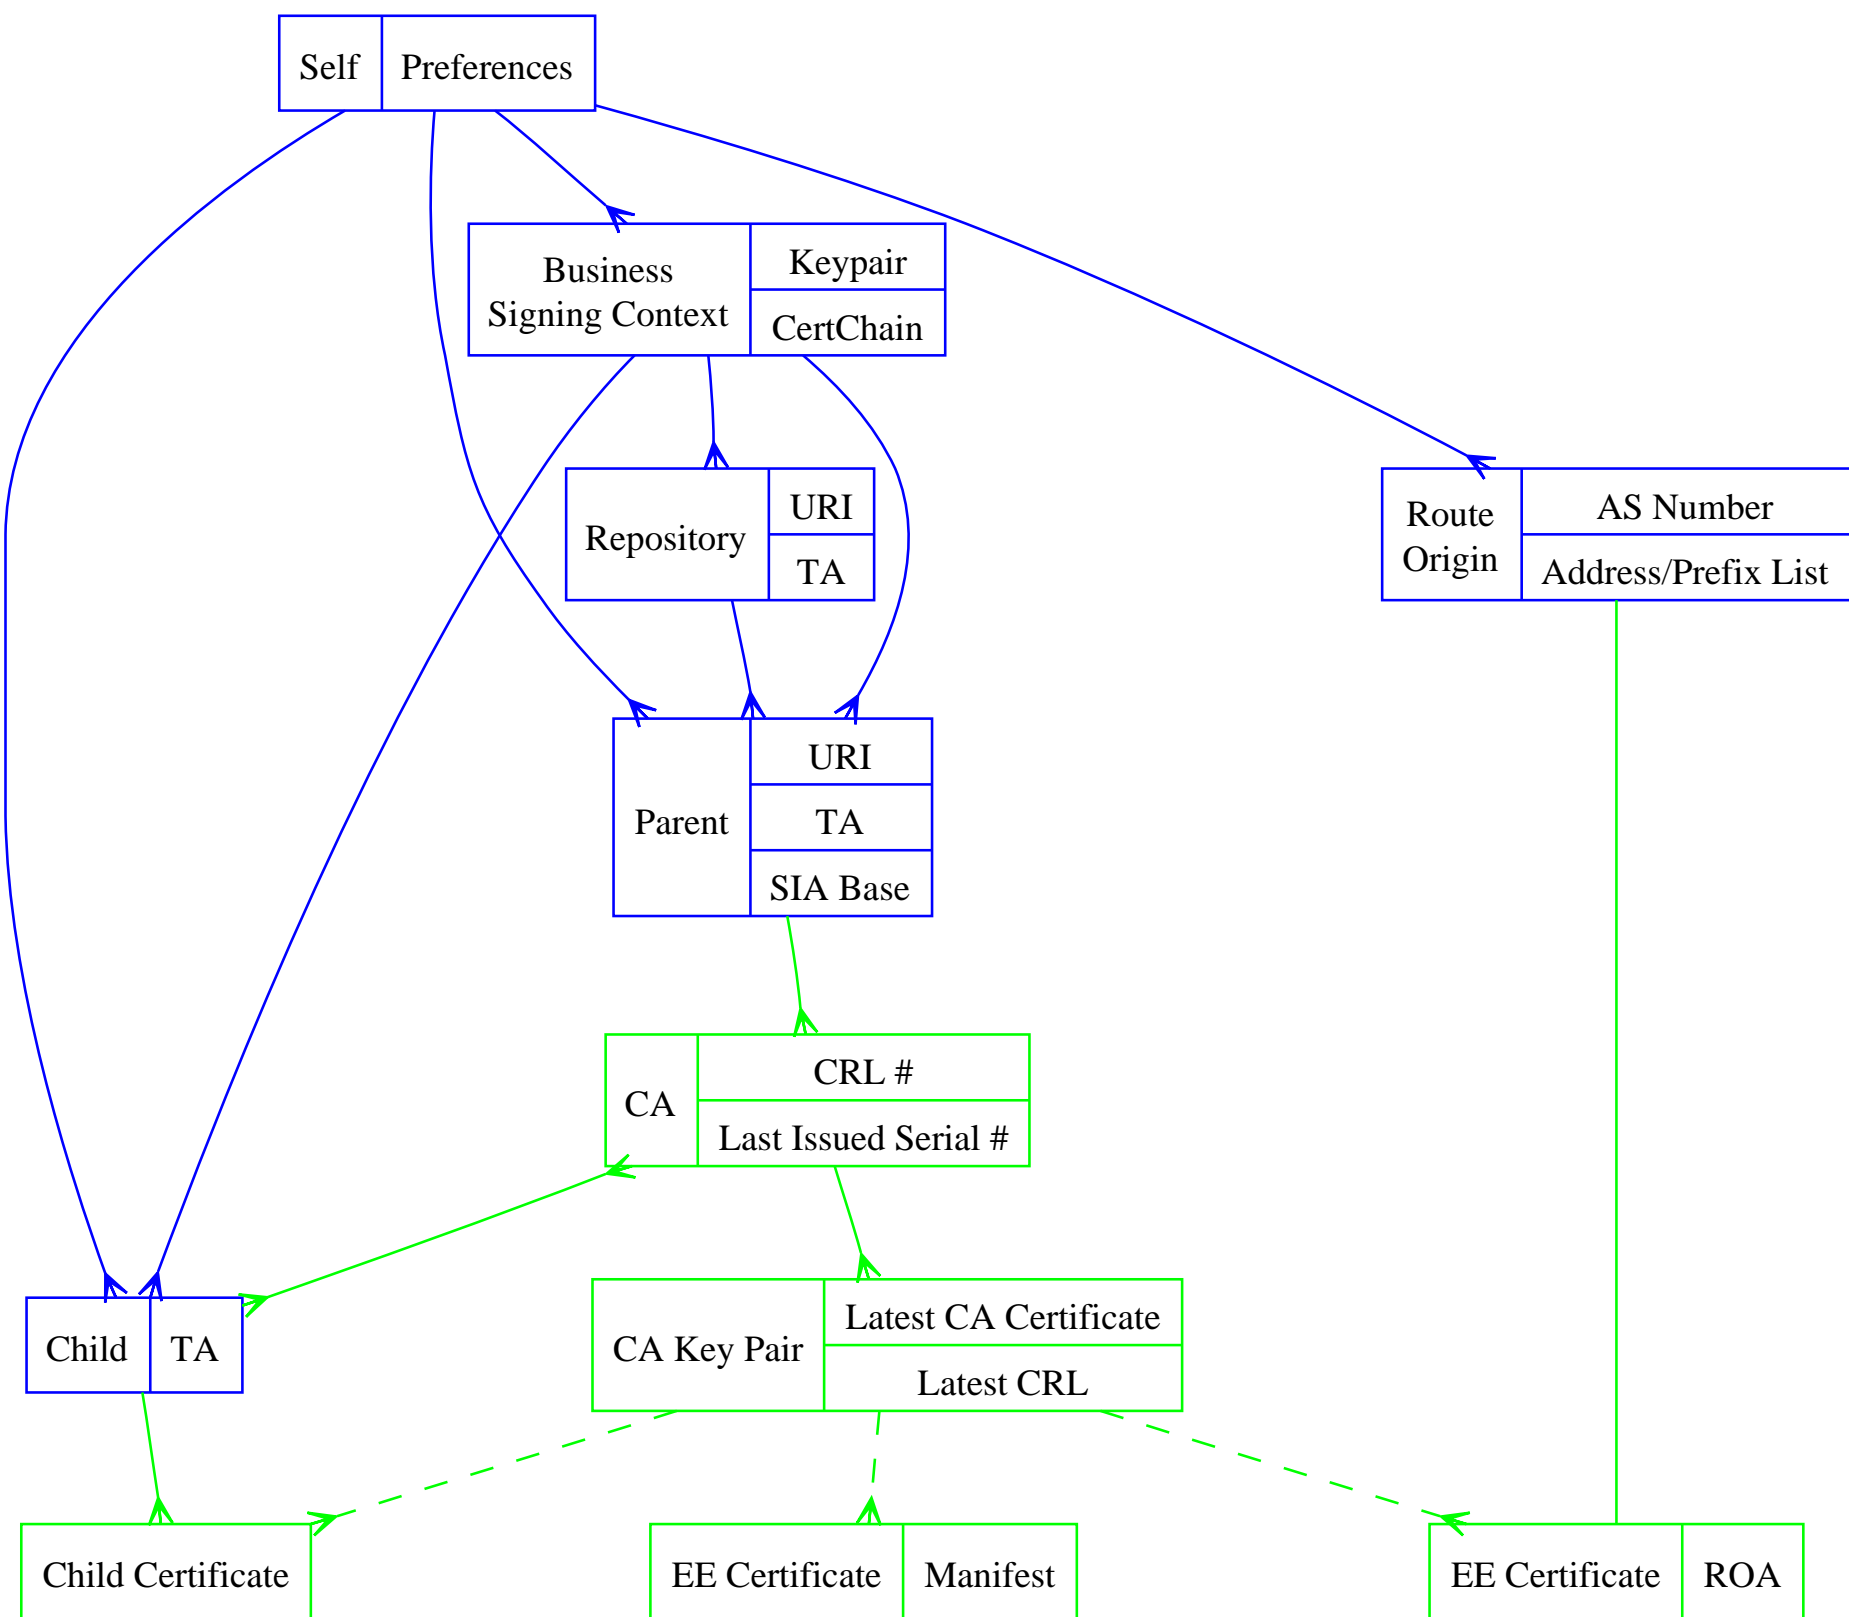 Self
Preferences
Business
Signing Context
Keypair
CertChain
Repository
URI
TA
Route
Origin
AS Number
Address/Prefix List
Parent
URI
TA
SIA Base
CA
CRL #
Last Issued Serial #
Child
TA
CA Key Pair
Latest CA Certificate
Latest CRL
Child Certificate
EE Certificate
Manifest
EE Certificate
ROA